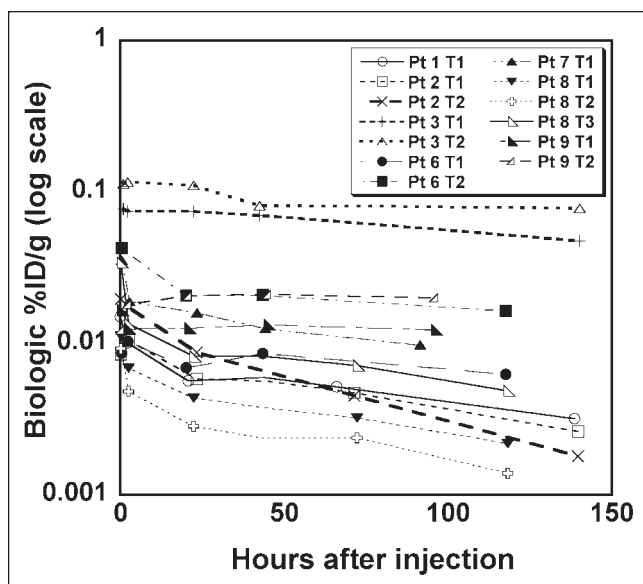 Biologic %ID/g (log scale)
1
0.1
0.01
0.001
Pt 1 T1
Pt 2 T1
Pt 2 T2
Pt 3 T1
Pt 3 T2
Pt 6 T1
Pt 6 T2
Pt 7 T1
Pt 8 T1
Pt 8 T2
Pt 8 T3
Pt 9 T1
Pt 9 T2
0 50 100 150
Hours after injection